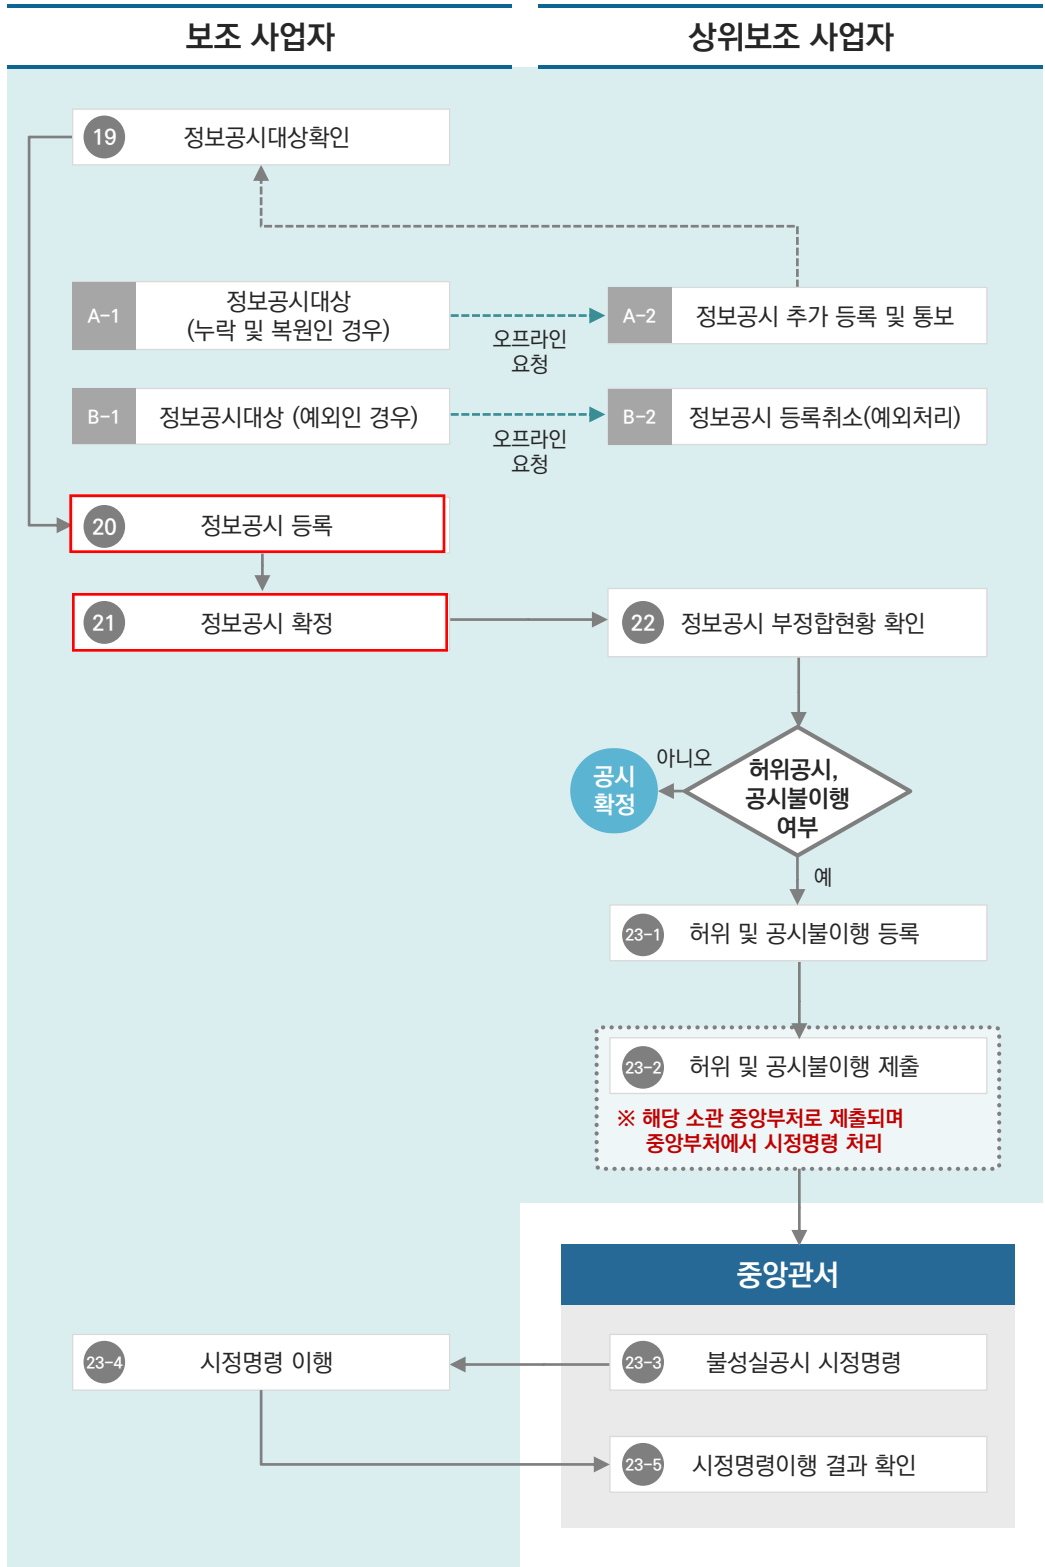 보조 사업자
상위보조 사업자
19
정보공시대상확인
A-1
정보공시대상
(누락 및 복원인 경우)
오프라인
요청
A-2
정보공시 추가 등록 및 통보
B-1
정보공시대상 (예외인 경우)
오프라인
요청
B-2
정보공시 등록취소(예외처리)
20
정보공시 등록
21
정보공시 확정
22
정보공시 부정합현황 확인
허위공시,
공시불이행
여부
아니오
공시
확정
예
23-1
허위 및 공시불이행 등록
23-2
허위 및 공시불이행 제출
※ 해당 소관 중앙부처로 제출되며
중앙부처에서 시정명령 처리
중앙관서
23-3
불성실공시 시정명령
23-4
시정명령 이행
23-5
시정명령이행 결과 확인